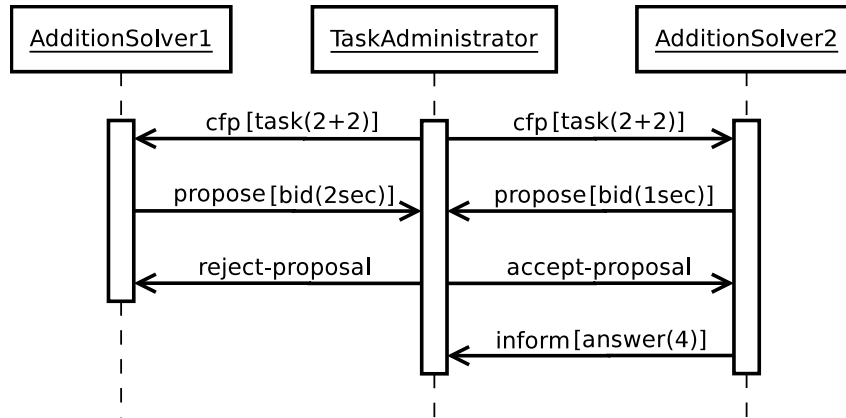 AdditionSolver1 TaskAdministrator AdditionSolver2
cfp [task(2+2)] cfp [task(2+2)]
propose [bid(2sec)] propose [bid(1sec)]
reject-proposal accept-proposal
inform [answer(4)]